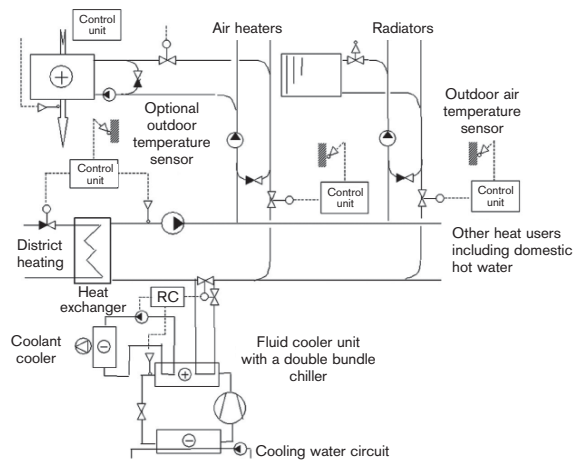 Control
unit
Air heaters
Radiators
Optional
outdoor
temperature
sensor
Outdoor air
temperature
sensor
Control
unit
Control
unit
Control
unit
District
heating
Other heat users
including domestic
hot water
Heat
exchanger
RC
Coolant
cooler
Fluid cooler unit
with a double bundle
chiller
Cooling water circuit